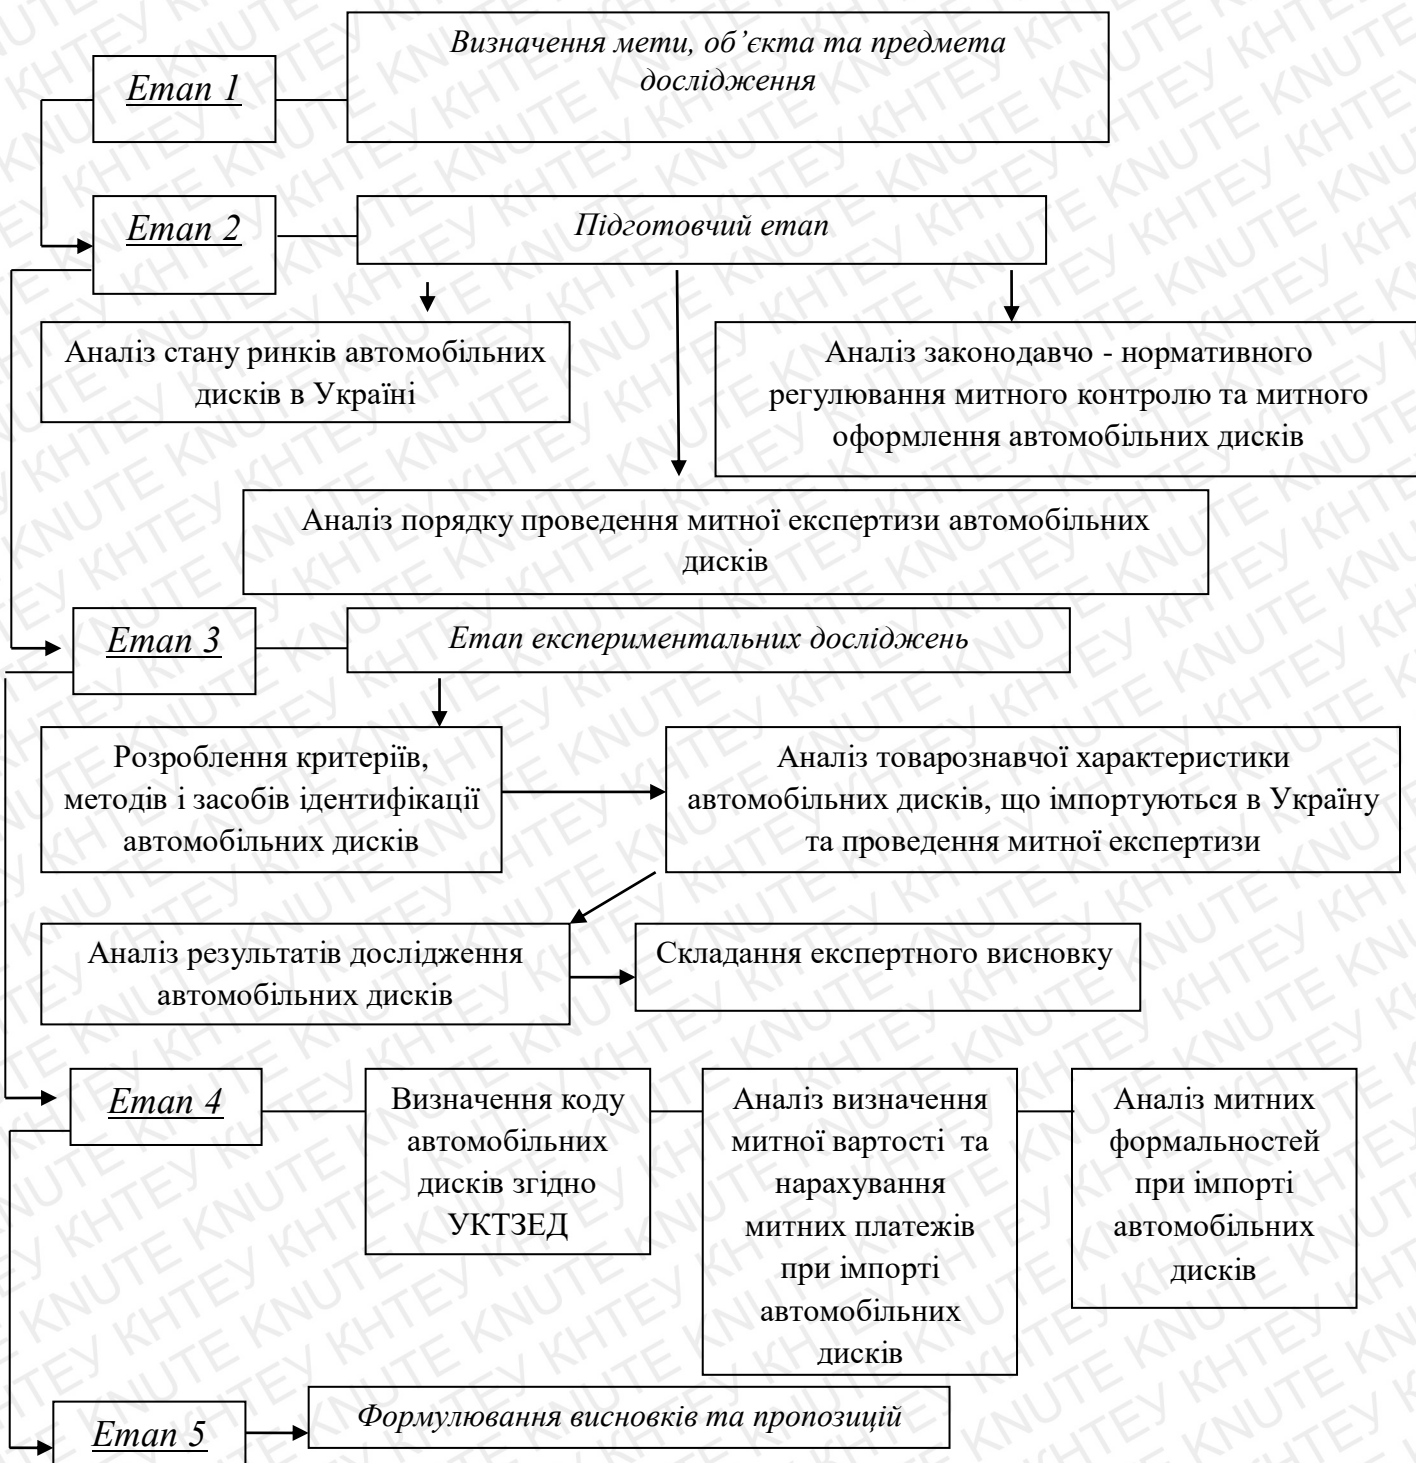 Визначення мети, об’єкта та предмета
дослідження
Етап 1
Етап 2
Підготовчий етап
Аналіз стану ринків автомобільних
дисків в Україні
Аналіз законодавчо - нормативного
регулювання митного контролю та митного
оформлення автомобільних дисків
Аналіз порядку проведення митної експертизи автомобільних
дисків
Етап 3
Етап експериментальних досліджень
Розроблення критеріїв,
методів і засобів ідентифікації
автомобільних дисків
Аналіз товарознавчої характеристики
автомобільних дисків, що імпортуються в Україну
та проведення митної експертизи
Аналіз результатів дослідження
автомобільних дисків
Складання експертного висновку
Етап 4
Визначення коду
автомобільних
дисків згідно
УКТЗЕД
Аналіз визначення
митної вартості та
нарахування
митних платежів
при імпорті
автомобільних
дисків
Аналіз митних
формальностей
при імпорті
автомобільних
дисків
Етап 5
Формулювання висновків та пропозицій